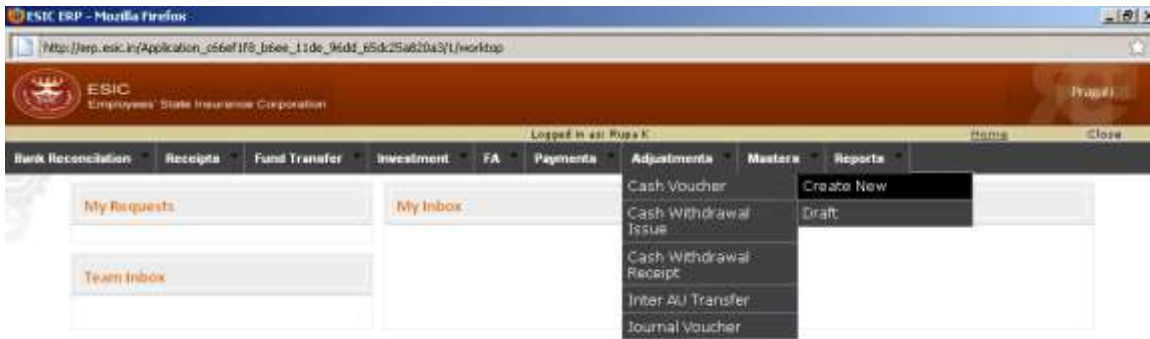 ESIC ERP - Mozilla Firefox
http://erp.esic.in/Application_c66ef1f8_b6ee_11de_96dd_65dc25a820a3/1/worktop
ESIC
Employees' State Insurance Corporation
Pragati
Logged in as: Rupa K
Home
Close
Bank Reconcilation
Receipts
Fund Transfer
Investment
FA
Payments
Adjustments
Masters
Reports
Cash Voucher
Create New
My Requests
My Inbox
Cash Withdrawal
Issue
Draft
Cash Withdrawal
Receipt
Team Inbox
Inter AU Transfer
Journal Voucher